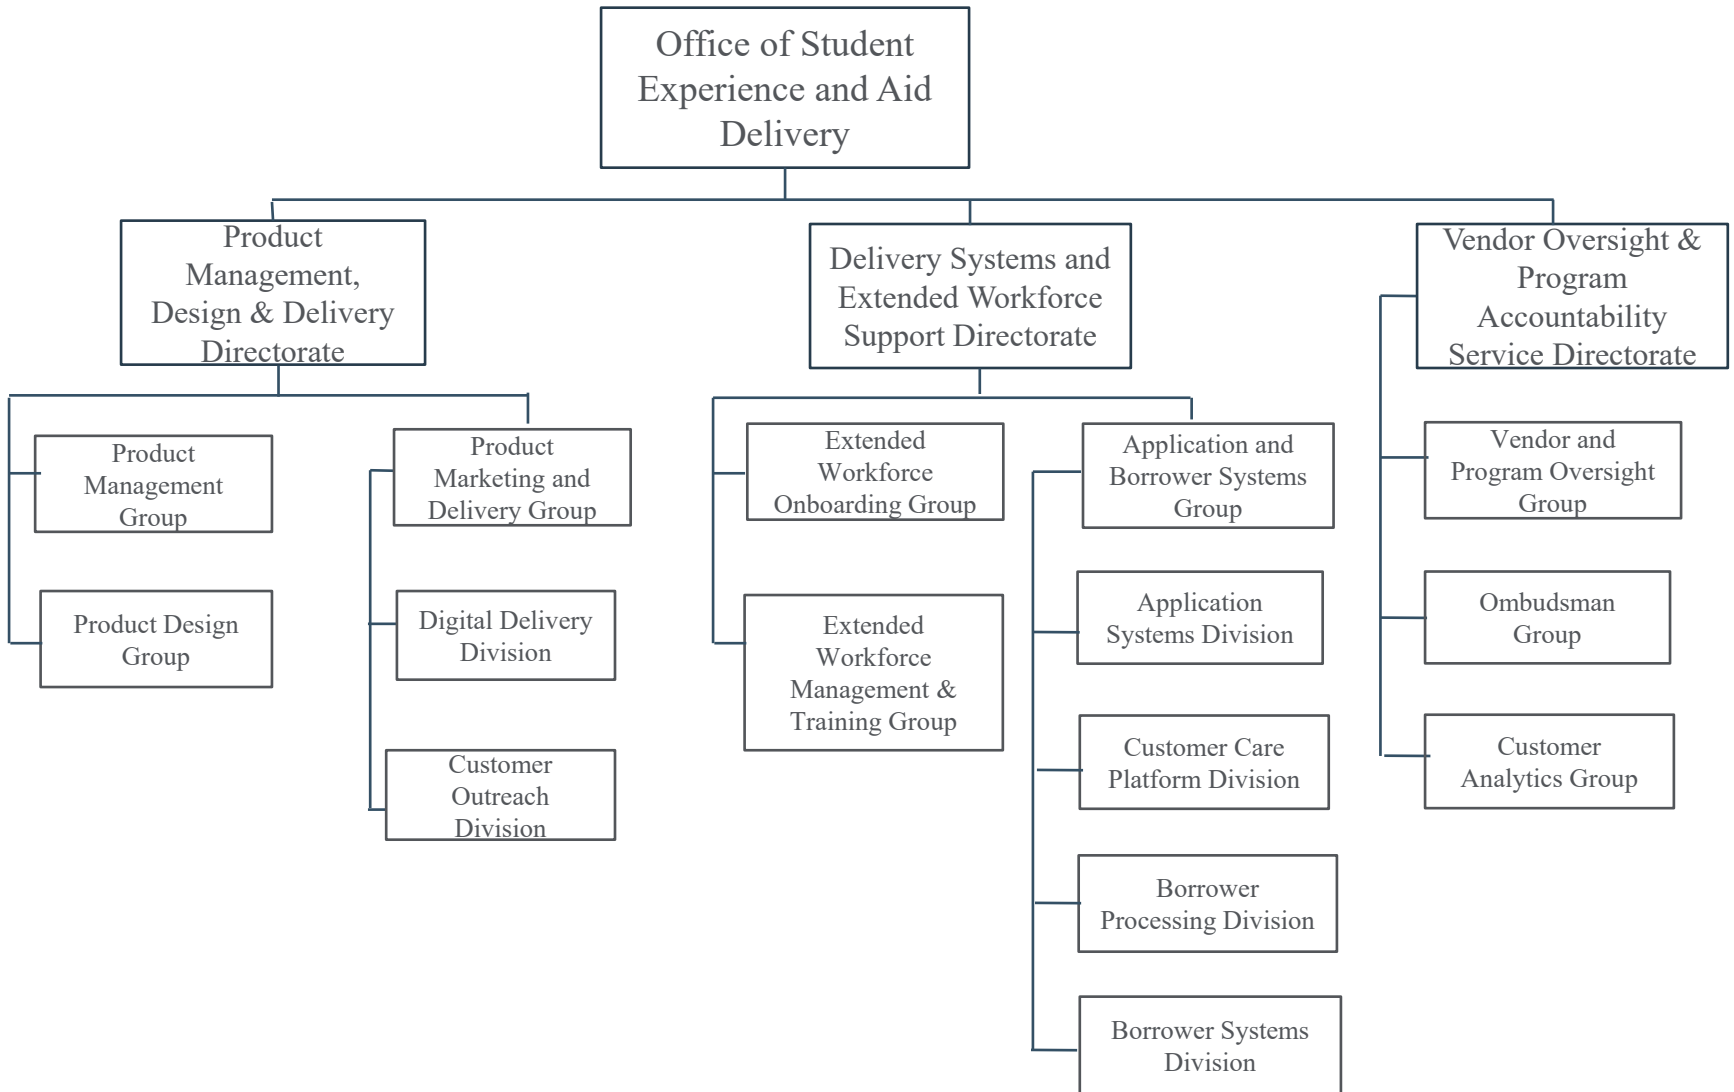 Office of Student
Experience and Aid
Delivery
Product
Management,
Design & Delivery
Directorate
Delivery Systems and
Extended Workforce
Support Directorate
Vendor Oversight &
Program
Accountability
Service Directorate
Product
Management
Group
Product
Marketing and
Delivery Group
Extended
Workforce
Onboarding Group
Application and
Borrower Systems
Group
Vendor and
Program Oversight
Group
Product Design
Group
Digital Delivery
Division
Extended
Workforce
Management &
Training Group
Application
Systems Division
Ombudsman
Group
Customer
Outreach
Division
Customer Care
Platform Division
Customer
Analytics Group
Borrower
Processing Division
Borrower Systems
Division